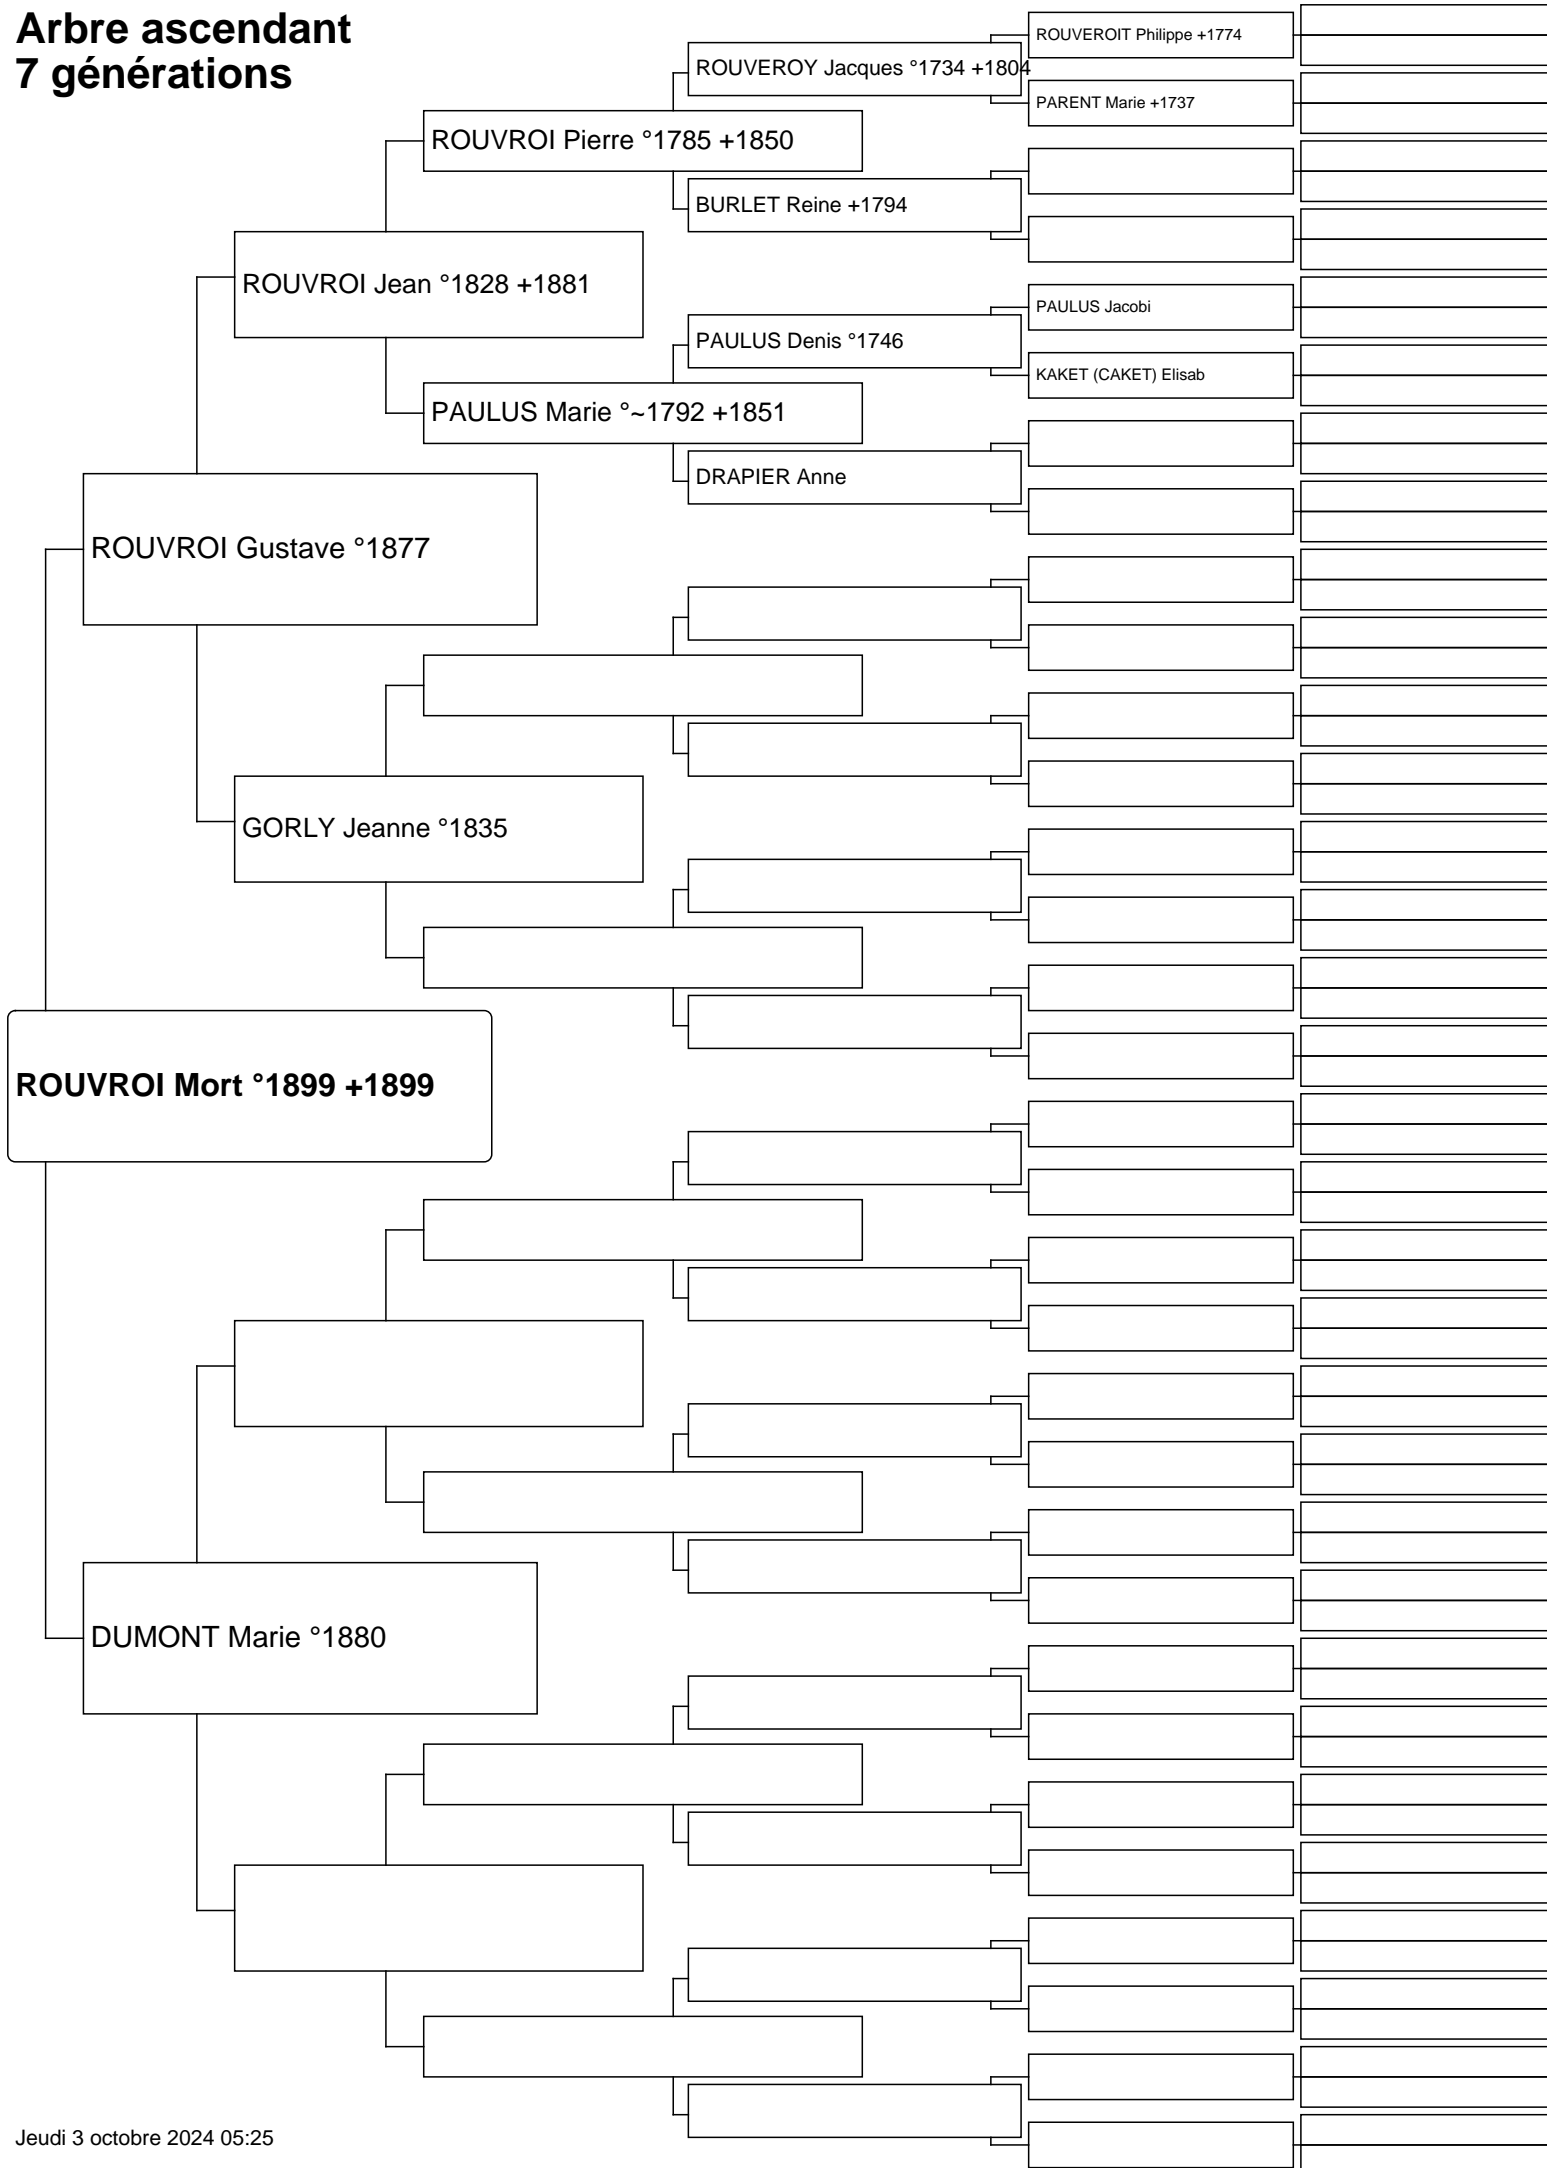 Arbre ascendant
7 générations
ROUVEROIT Philippe +1774
ROUVEROY Jacques °1734 +1804
PARENT Marie +1737
ROUVROI Pierre °1785 +1850
BURLET Reine +1794
ROUVROI Jean °1828 +1881
PAULUS Jacobi
PAULUS Denis °1746
KAKET (CAKET) Elisab
PAULUS Marie °~1792 +1851
DRAPIER Anne
ROUVROI Gustave °1877
GORLY Jeanne °1835
ROUVROI Mort °1899 +1899
DUMONT Marie °1880
Jeudi 3 octobre 2024 05:25